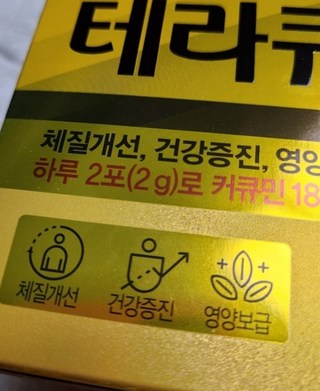 테라큐
체질개선, 건강증진, 영양
하루 2포(2g)로 커큐민 18
체질개선 건강증진 영양보급